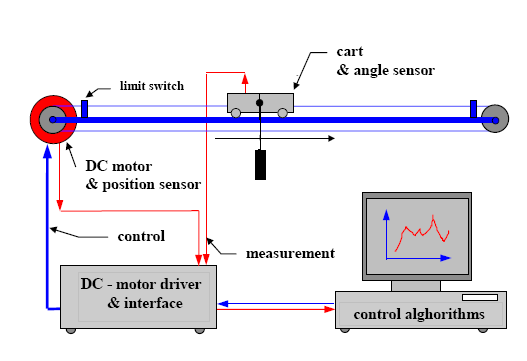 cart
& angle sensor
limit switch
DC motor
& position sensor
control
measurement
DC - motor driver
& interface
control alghorithms